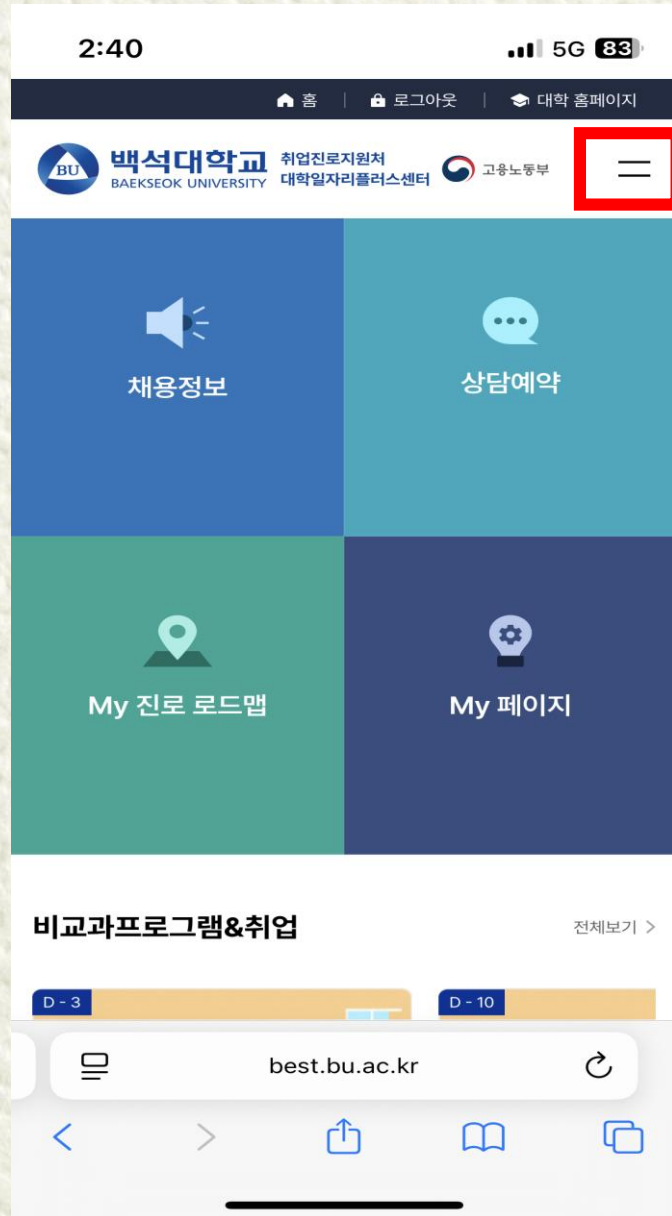 2:40 5G 83
홈 로그아웃 대학 홈페이지
BU 백석대학교 취업진로지원처 고용노동부
BAEKSEOK UNIVERSITY 대학일자리플러스센터
채용정보 상담예약
My 진로 로드맵 My 페이지
비교과프로그램&취업 전체보기 >
D - 3 D - 10
best.bu.ac.kr